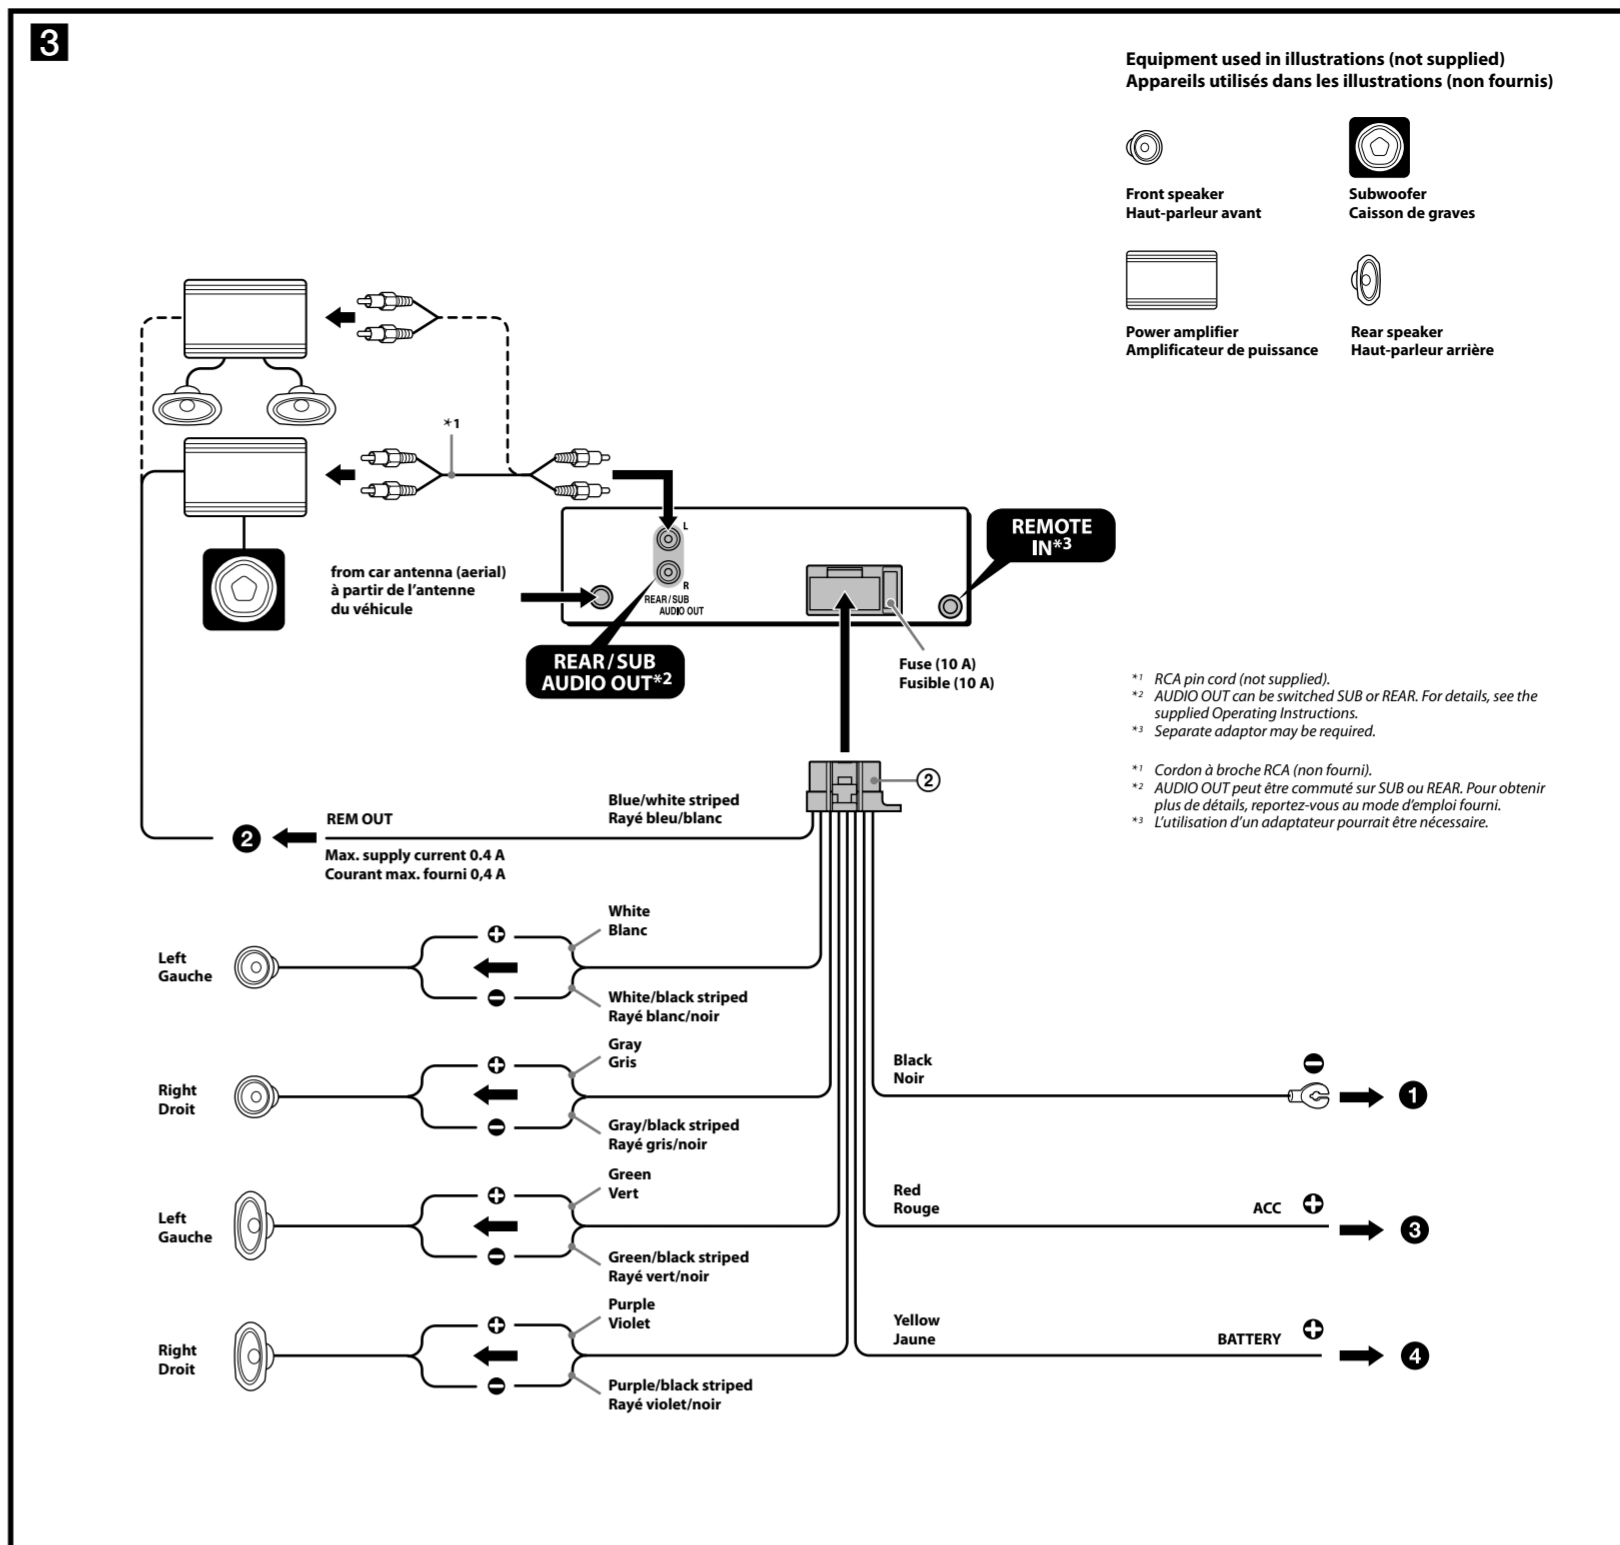 3
Equipment used in illustrations (not supplied)
Appareils utilisés dans les illustrations (non fournis)
Front speaker
Haut-parleur avant
Subwoofer
Caisson de graves
Power amplifier
Amplificateur de puissance
Rear speaker
Haut-parleur arrière
*1
L
R
REAR/SUB
AUDIO OUT
REMOTE
IN*3
from car antenna (aerial)
à partir de l'antenne
du véhicule
REAR/SUB
AUDIO OUT*2
Fuse (10 A)
Fusible (10 A)
*1 RCA pin cord (not supplied).
*2 AUDIO OUT can be switched SUB or REAR. For details, see the
supplied Operating Instructions.
*3 Separate adaptor may be required.
*1 Cordon à broche RCA (non fourni).
*2 AUDIO OUT peut être commuté sur SUB ou REAR. Pour obtenir
plus de détails, reportez-vous au mode d'emploi fourni.
*3 L'utilisation d'un adaptateur pourrait être nécessaire.
②
Blue/white striped
Rayé bleu/blanc
REM OUT
❷
Max. supply current 0.4 A
Courant max. fourni 0,4 A
White
Blanc
Left
Gauche
White/black striped
Rayé blanc/noir
Gray
Gris
Right
Droit
Gray/black striped
Rayé gris/noir
Green
Vert
Left
Gauche
Green/black striped
Rayé vert/noir
Purple
Violet
Right
Droit
Purple/black striped
Rayé violet/noir
Black
Noir
❶
Red
Rouge
ACC
❸
Yellow
Jaune
BATTERY
❹